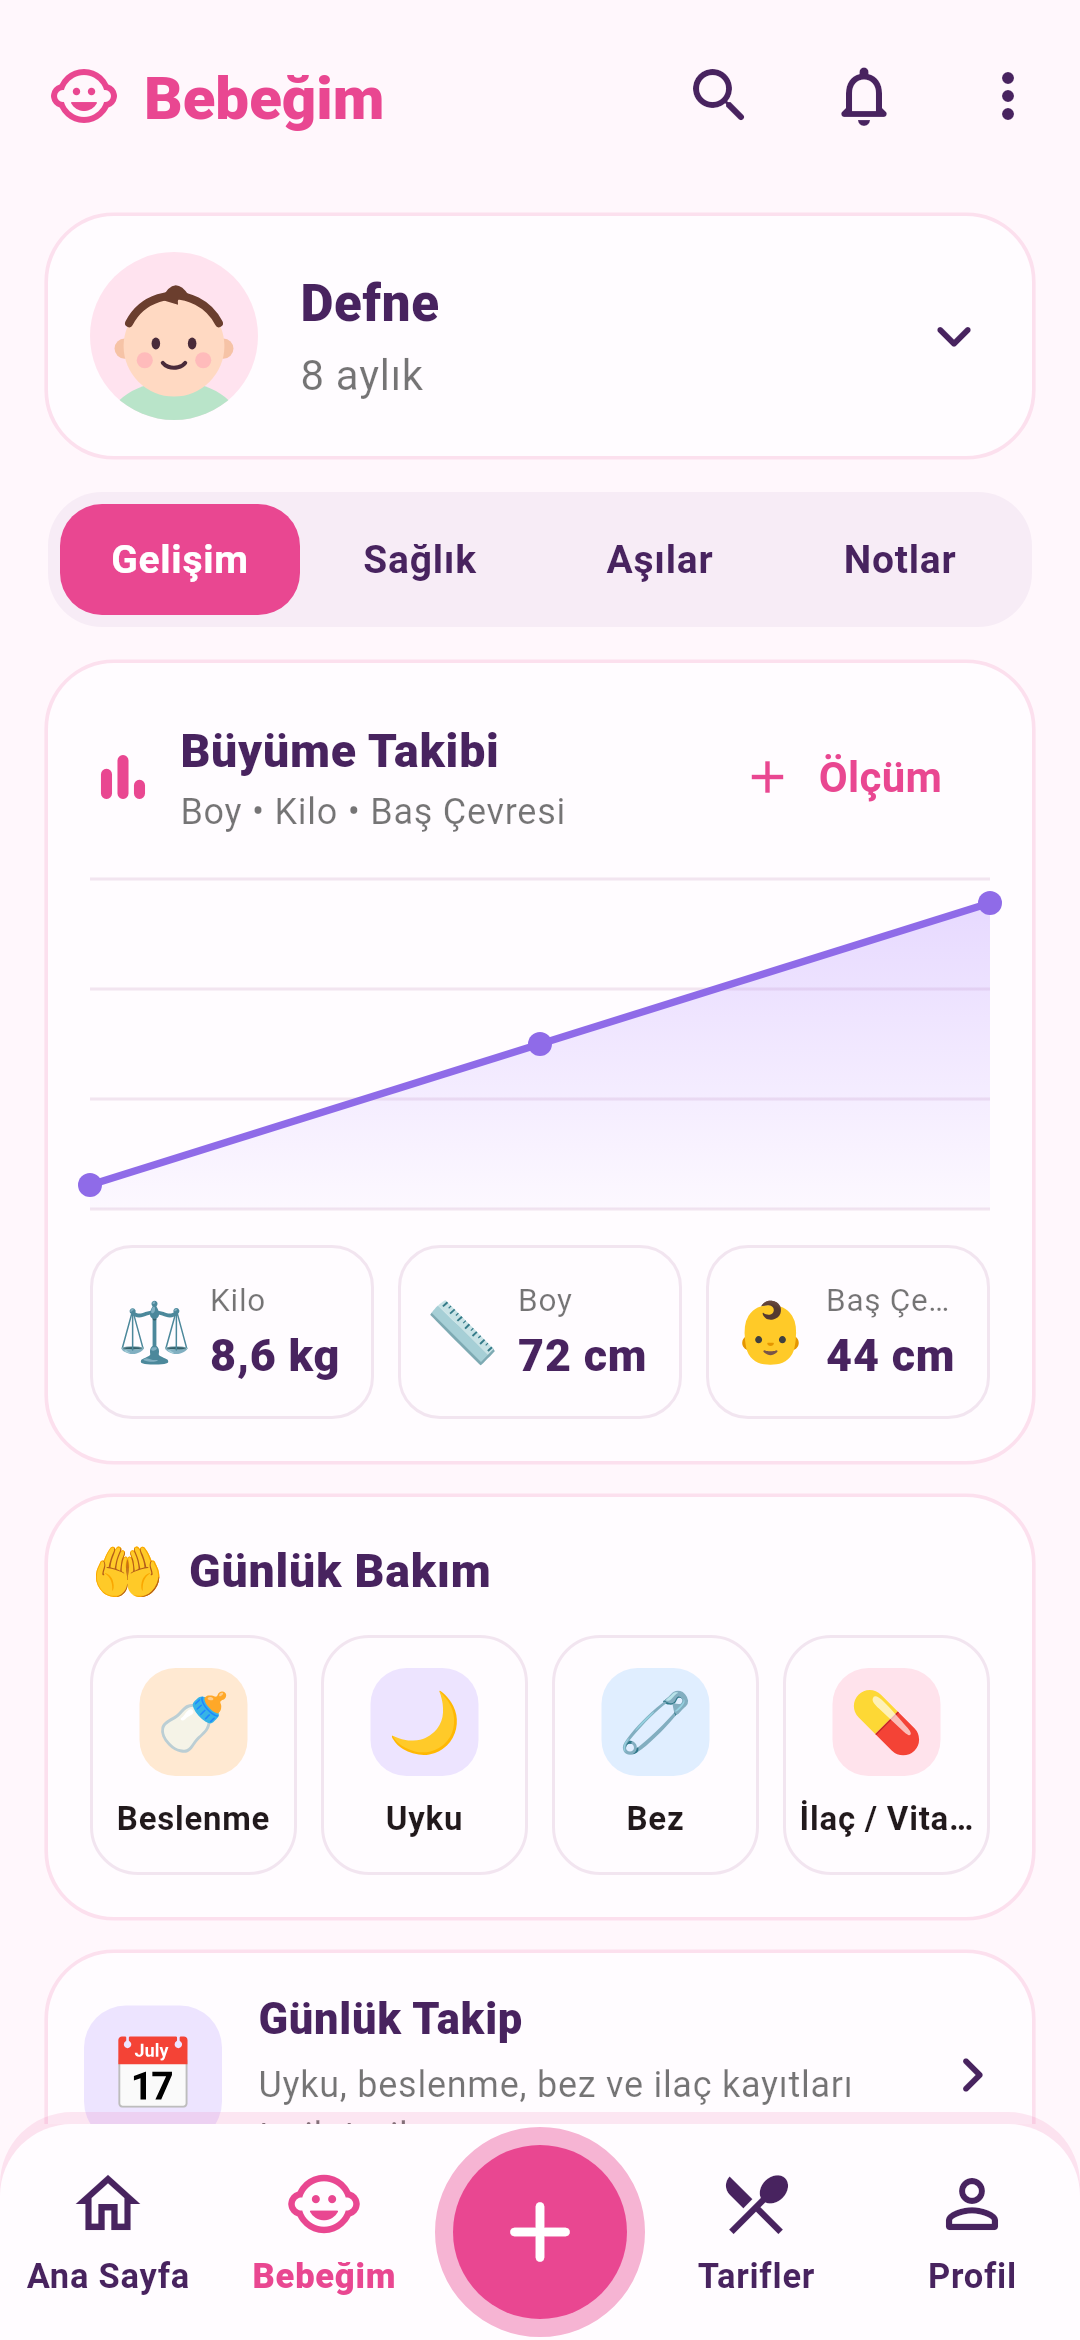 Bebeğim
Defne
8 aylık
Gelişim
Sağlık
Aşılar
Notlar
Büyüme Takibi
Boy • Kilo • Baş Çevresi
+ Ölçüm
Kilo
8,6 kg
Boy
72 cm
Baş Çe...
44 cm
Günlük Bakım
Beslenme
Uyku
Bez
İlaç / Vita...
July
17
Günlük Takip
Uyku, beslenme, bez ve ilaç kayıtları
Ana Sayfa
Bebeğim
Tarifler
Profil